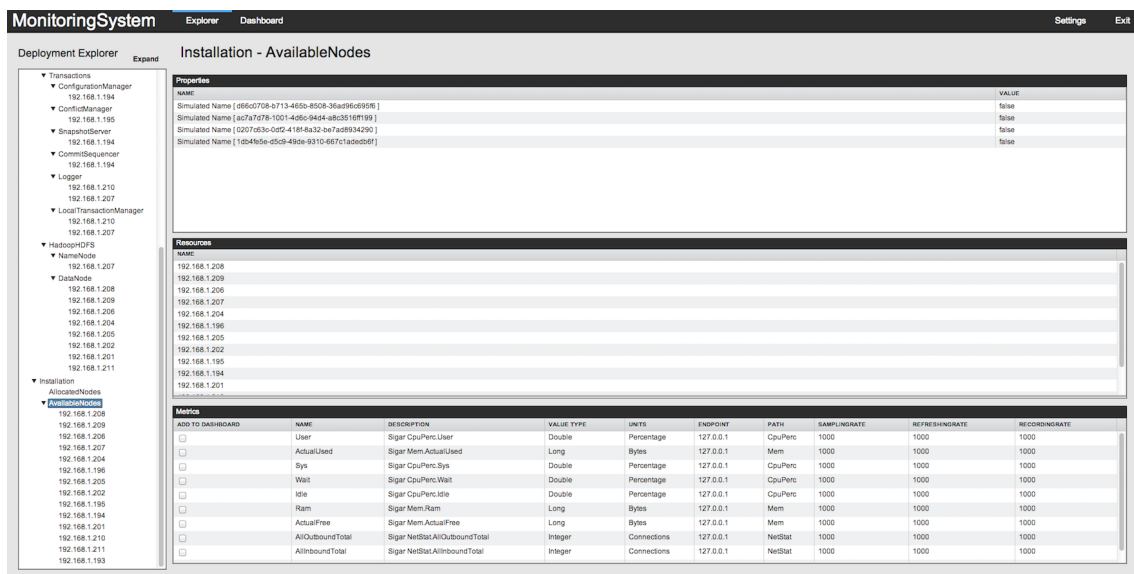 MonitoringSystem Explorer Dashboard Settings Exit
Deployment Explorer Expand
Transactions
ConfigurationManager
192.168.1.194
ConflictManager
192.168.1.195
SnapshotServer
192.168.1.194
CommitSequencer
192.168.1.194
Logger
192.168.1.210
192.168.1.207
LocalTransactionManager
192.168.1.210
192.168.1.207
HadoopHDFS
NameNode
192.168.1.207
DataNode
192.168.1.208
192.168.1.209
192.168.1.206
192.168.1.204
192.168.1.205
192.168.1.202
192.168.1.201
192.168.1.211
Installation
AllocatedNodes
AvailableNodes
192.168.1.208
192.168.1.209
192.168.1.206
192.168.1.207
192.168.1.204
192.168.1.196
192.168.1.205
192.168.1.202
192.168.1.195
192.168.1.194
192.168.1.201
192.168.1.210
192.168.1.211
192.168.1.193
Installation - AvailableNodes
Properties
NAME VALUE
Simulated Name [ d66c0708-b713-465b-8508-36ad96c695f6 ] false
Simulated Name [ ac7a7d78-1001-4d6c-94d4-a8c3516ff199 ] false
Simulated Name [ 0207c63c-0df2-418f-8a32-be7ad8934290 ] false
Simulated Name [ 1db4fe5e-d5c9-49de-9310-667c1adedb6f ] false
Resources
NAME
192.168.1.208
192.168.1.209
192.168.1.206
192.168.1.207
192.168.1.204
192.168.1.196
192.168.1.205
192.168.1.202
192.168.1.195
192.168.1.194
192.168.1.201
Metrics
ADD TO DASHBOARD NAME DESCRIPTION VALUE TYPE UNITS ENDPOINT PATH SAMPLINGRATE REFRESHINGRATE RECORDINGRATE
User Sigar CpuPerc.User Double Percentage 127.0.0.1 CpuPerc 1000 1000 1000
ActualUsed Sigar Mem.ActualUsed Long Bytes 127.0.0.1 Mem 1000 1000 1000
Sys Sigar CpuPerc.Sys Double Percentage 127.0.0.1 CpuPerc 1000 1000 1000
Wait Sigar CpuPerc.Wait Double Percentage 127.0.0.1 CpuPerc 1000 1000 1000
Idle Sigar CpuPerc.Idle Double Percentage 127.0.0.1 CpuPerc 1000 1000 1000
Ram Sigar Mem.Ram Long Bytes 127.0.0.1 Mem 1000 1000 1000
ActualFree Sigar Mem.ActualFree Long Bytes 127.0.0.1 Mem 1000 1000 1000
AllOutboundTotal Sigar NetStat.AllOutboundTotal Integer Connections 127.0.0.1 NetStat 1000 1000 1000
AllInboundTotal Sigar NetStat.AllInboundTotal Integer Connections 127.0.0.1 NetStat 1000 1000 1000